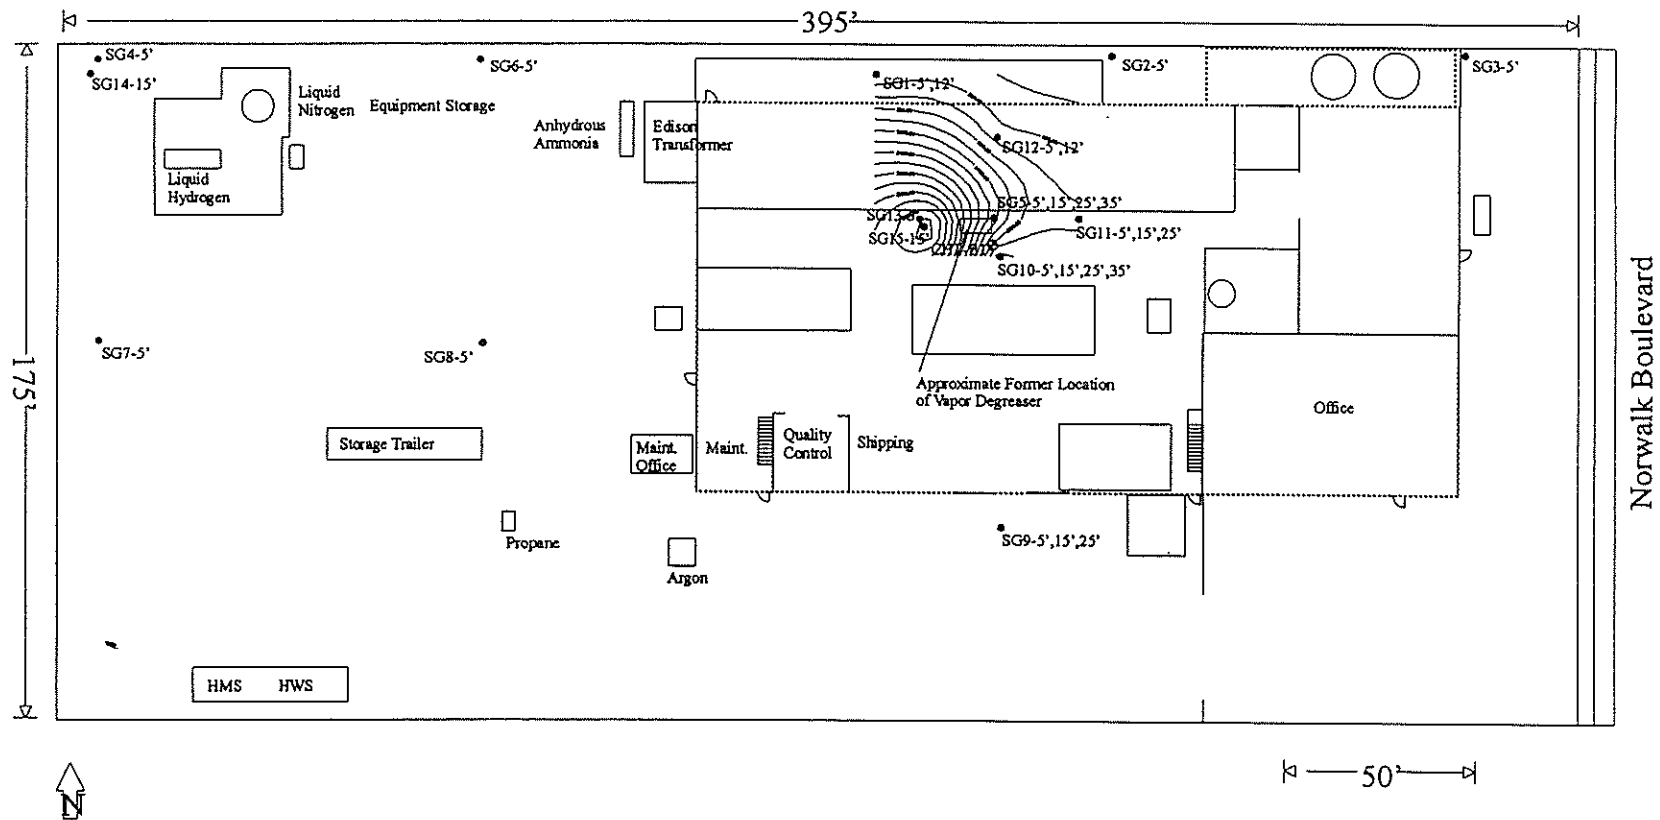 395'
SG4-5'
SG14-15'
SG6-5'
SG1-5',12'
SG2-5'
SG3-5'
Liquid
Nitrogen
Equipment Storage
Anhydrous
Ammonia
Edison
Transformer
SG12-5',12'
Liquid
Hydrogen
SG5-5',15',25',35'
SG15-15'
SG11-5',15',25'
SG10-5',15',25',35'
SG7-5'
SG8-5'
175'
Norwalk Boulevard
Approximate Former Location
of Vapor Degreaser
Office
Storage Trailer
Maint.
Office
Maint.
Quality
Control
Shipping
Propane
Argon
SG9-5',15',25'
HMS HWS
50'
N